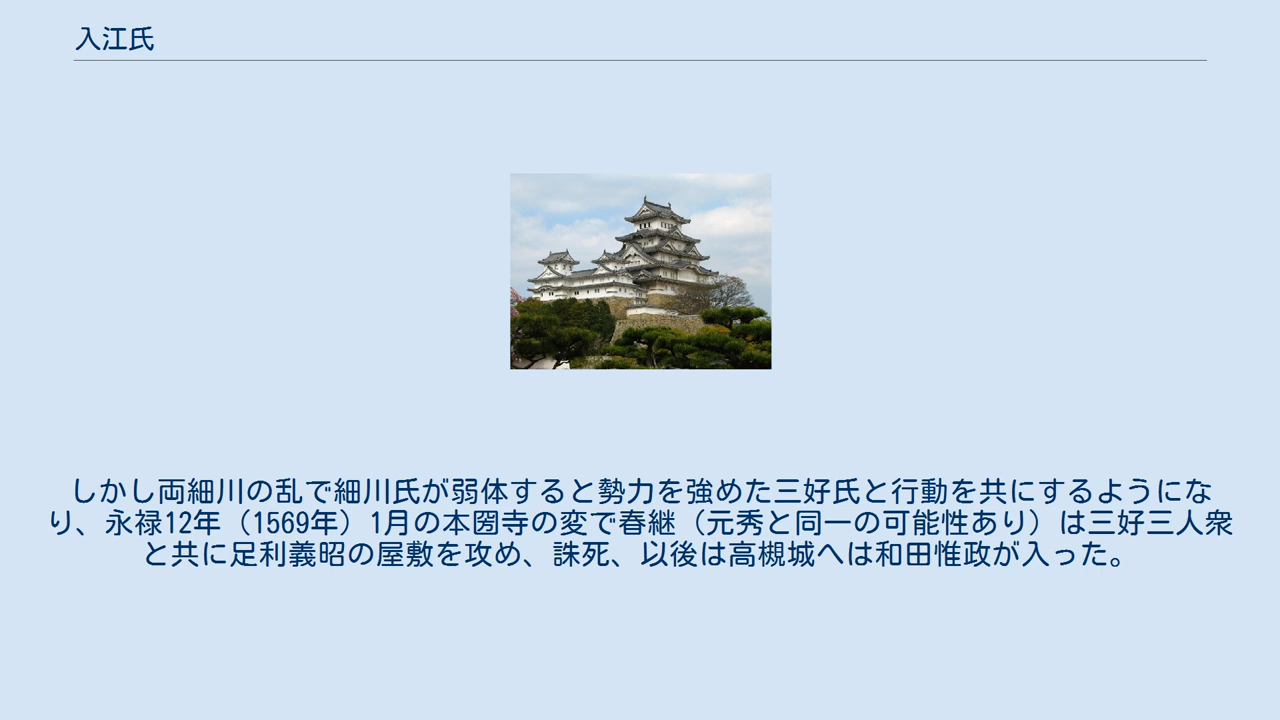 入江氏
しかし両細川の乱で細川氏が弱体すると勢力を強めた三好氏と行動を共にするようにな
り、永禄12年（1569年）1月の本圀寺の変で春継（元秀と同一の可能性あり）は三好三人衆
と共に足利義昭の屋敷を攻め、誅死、以後は高槻城へは和田惟政が入った。